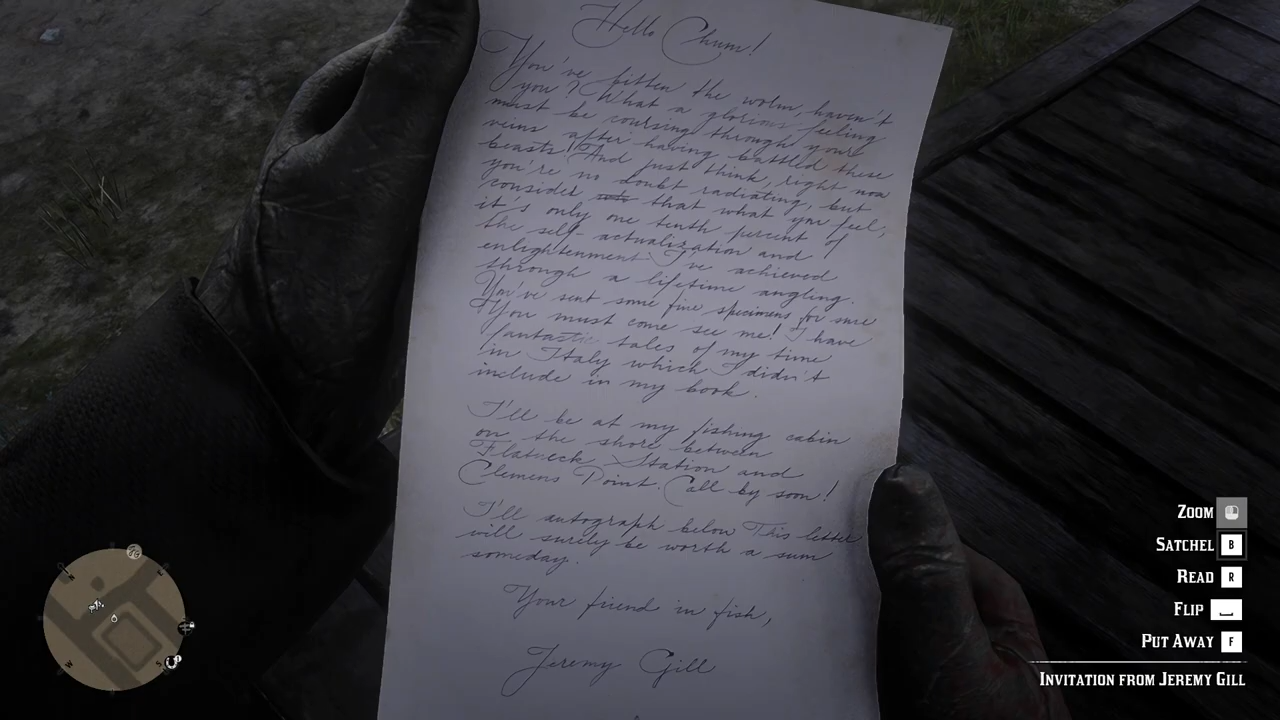 Hello Chum!
You've bitten the wolm, haven't
you? What a glorious feeling
must be coursing through your
veins after having battled these
beasts! And just think, right now
you're no doubt radiating, but
consider that what you feel,
it's only one tenth percent of
the self actualization and
enlightenment I've achieved
through a lifetime angling.
You've sent some fine specimens for sure
You must come see me! I have
fantastic tales of my time
in Italy which I didn't
include in my book.
I'll be at my fishing cabin
on the shore between
Flatneck Station and
Clemens Point. Call by soon!
I'll autograph below This letter
will surely be worth a sum
someday.
Your friend in fish,
Jeremy Gill
ZOOM
SATCHEL B
READ R
FLIP
PUT AWAY F
INVITATION FROM JEREMY GILL
N
E
W
S